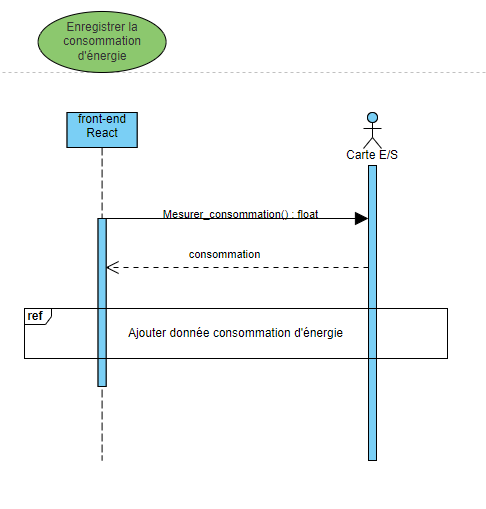 Enregistrer la
consommation
d'énergie
front-end
React
Carte E/S
Mesurer_consommation() : float
consommation
ref
Ajouter donnée consommation d'énergie